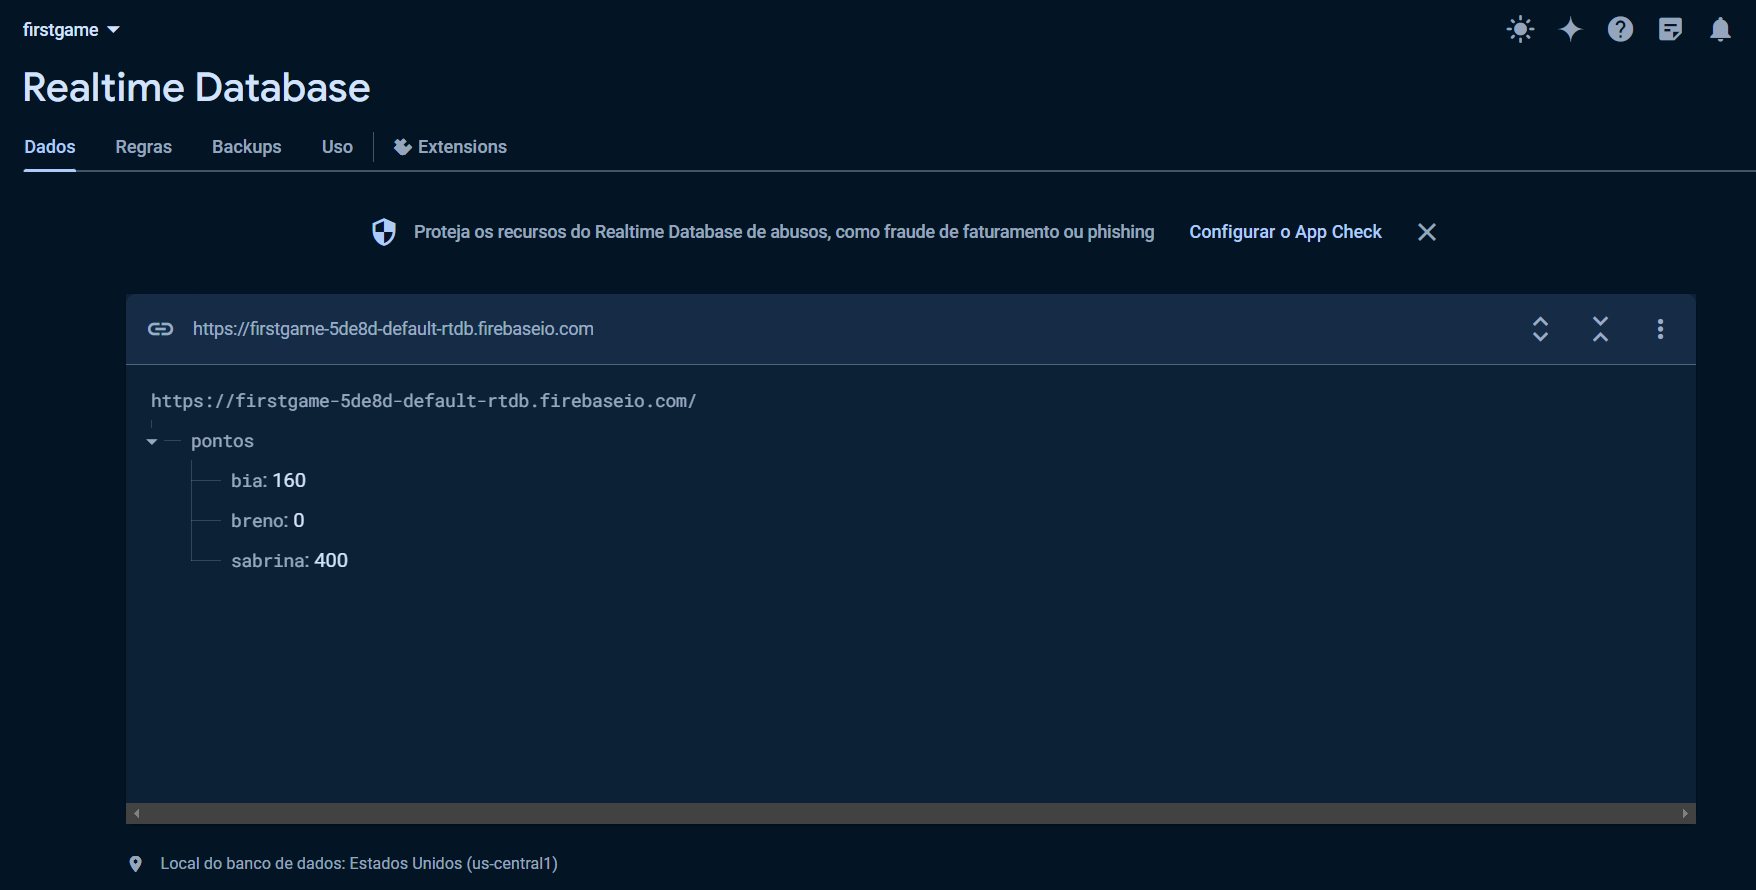 firstgame
Realtime Database
Dados Regras Backups Uso Extensions
Proteja os recursos do Realtime Database de abusos, como fraude de faturamento ou phishing Configurar o App Check
https://firstgame-5de8d-default-rtdb.firebaseio.com
https://firstgame-5de8d-default-rtdb.firebaseio.com/
pontos
bia: 160
breno: 0
sabrina: 400
Local do banco de dados: Estados Unidos (us-central1)